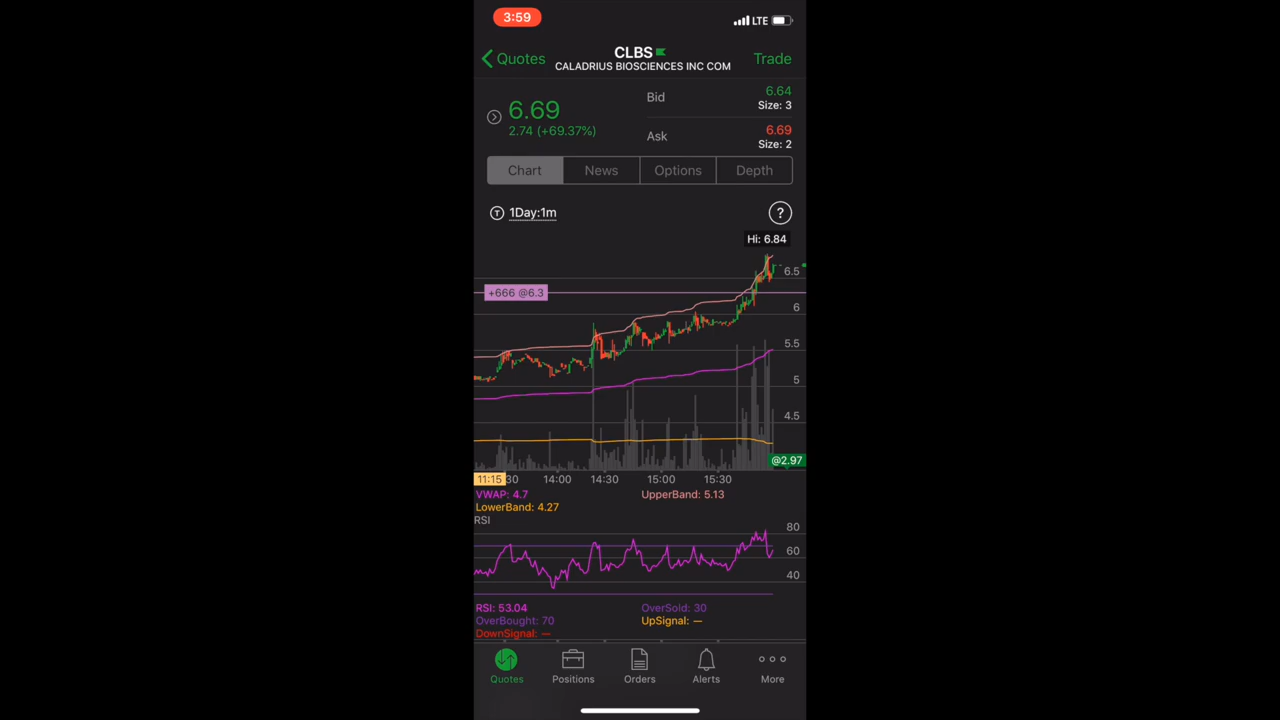 3:59
LTE
Quotes
CLBS
Trade
CALADRIUS BIOSCIENCES INC COM
6.69
2.74 (+69.37%)
Bid
6.64
Size: 3
Ask
6.69
Size: 2
Chart
News
Options
Depth
T
1Day:1m
?
Hi: 6.84
6.5
+666 @6.3
6
5.5
5
4.5
@2.97
11:15
30
14:00
14:30
15:00
15:30
VWAP: 4.7
UpperBand: 5.13
LowerBand: 4.27
RSI
80
60
40
RSI: 53.04
OverSold: 30
OverBought: 70
UpSignal: —
DownSignal: —
Quotes
Positions
Orders
Alerts
More